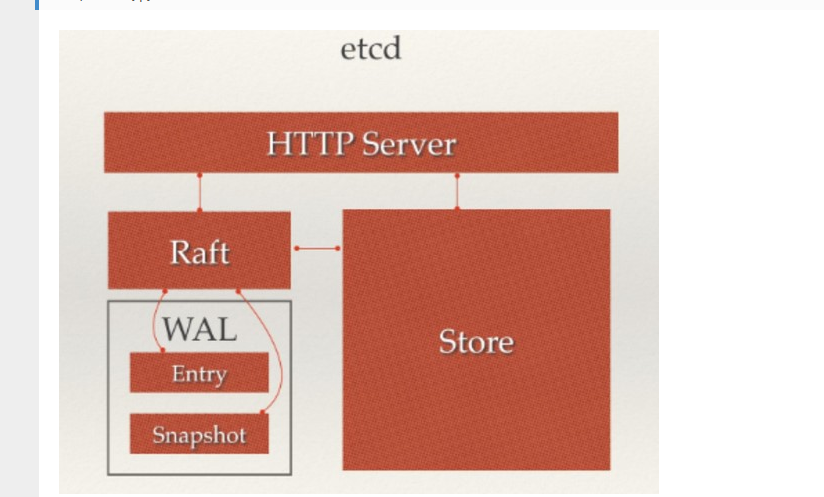 etcd
HTTP Server
Raft
WAL
Entry
Snapshot
Store